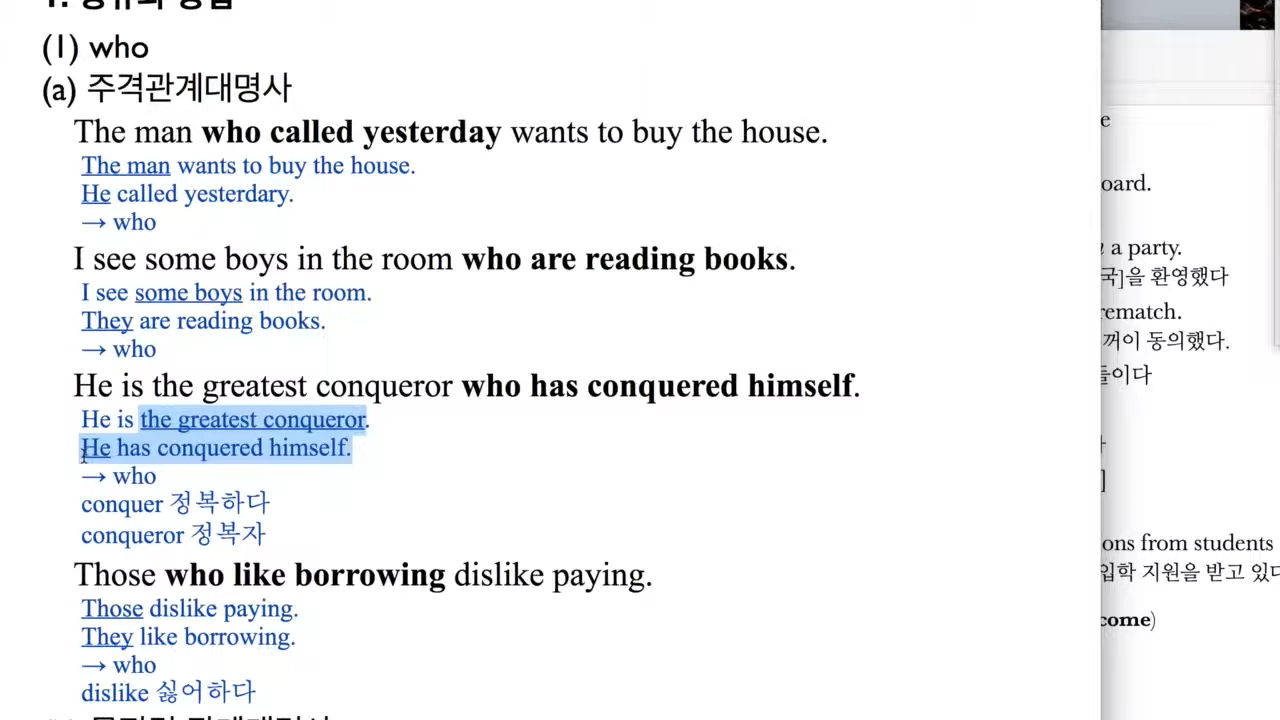 (1) who
(a) 주격관계대명사
The man who called yesterday wants to buy the house.
The man wants to buy the house.
He called yesterdary.
→ who
I see some boys in the room who are reading books.
I see some boys in the room.
They are reading books.
→ who
He is the greatest conqueror who has conquered himself.
He is the greatest conqueror.
He has conquered himself.
→ who
conquer 정복하다
conqueror 정복자
Those who like borrowing dislike paying.
Those dislike paying.
They like borrowing.
→ who
dislike 싫어하다
e
oard.
a party.
국]을 환영했다
rematch.
꺼이 동의했다.
들이다
]
ons from students
입학 지원을 받고 있다
come)